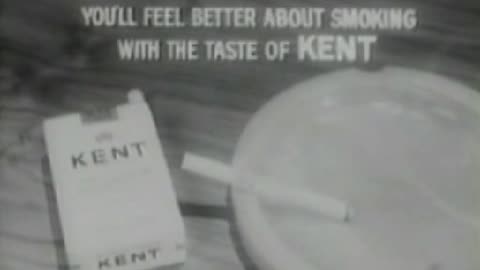 YOU'LL FEEL BETTER ABOUT SMOKING
WITH THE TASTE OF KENT
KENT
KENT